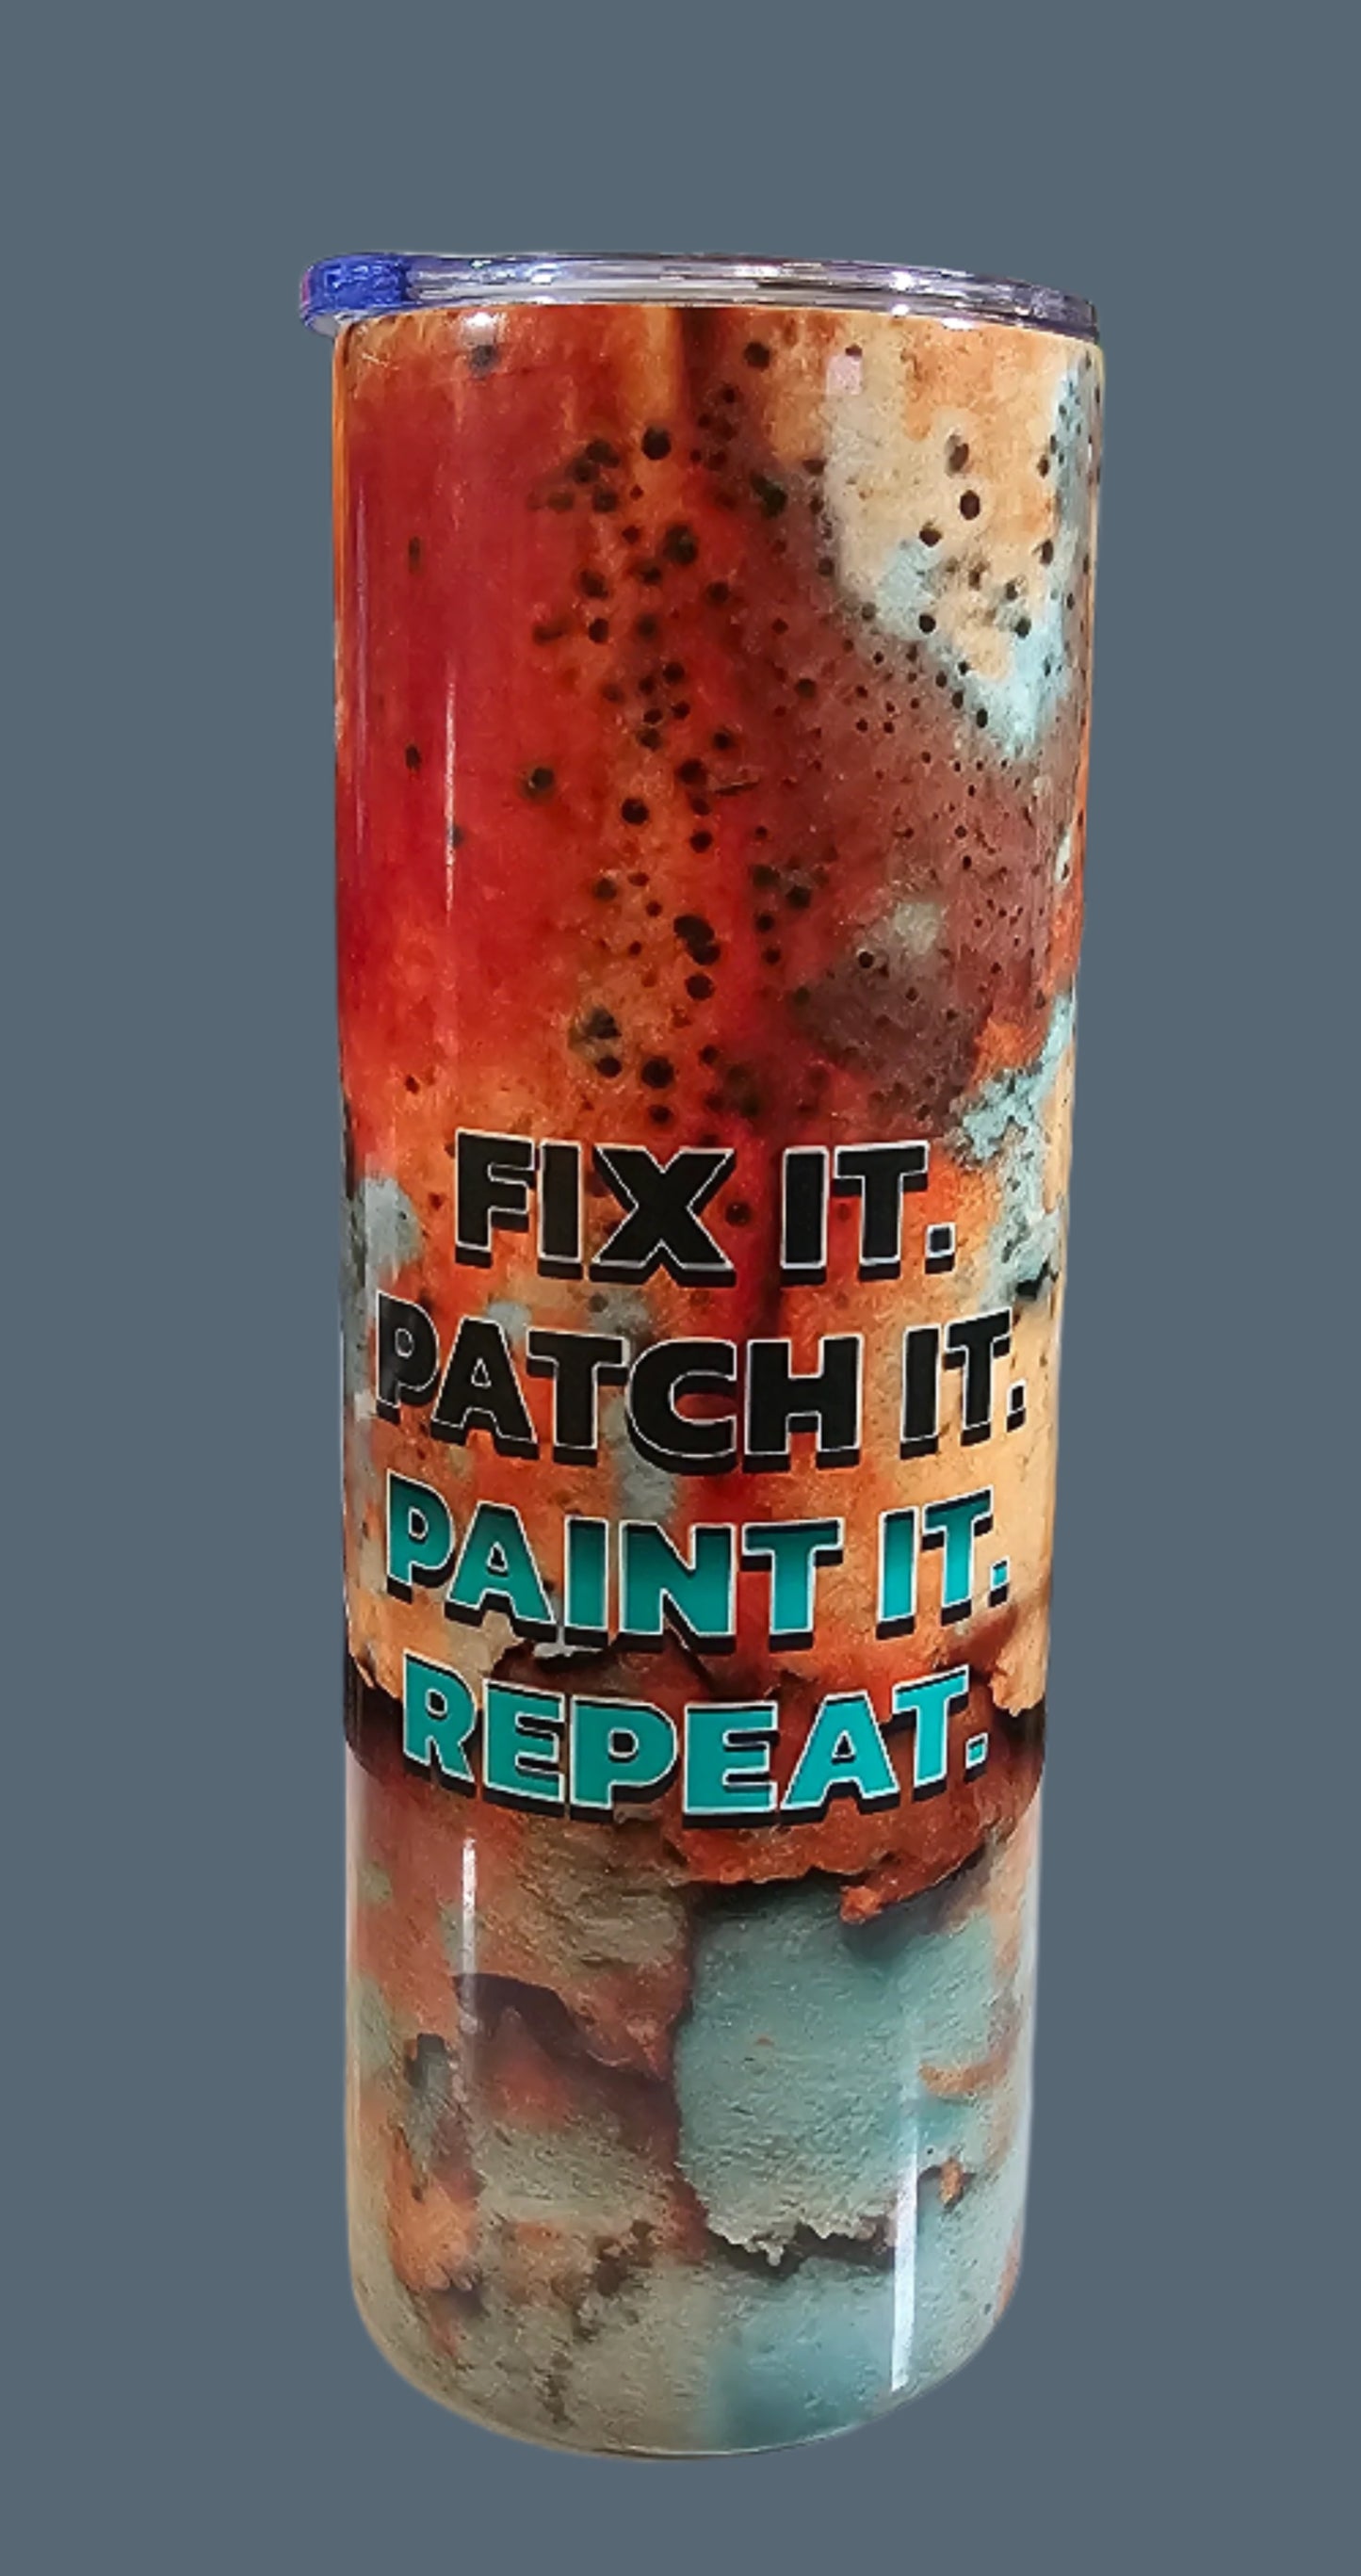 FIX IT.
PATCH IT.
PAINT IT.
REPEAT.